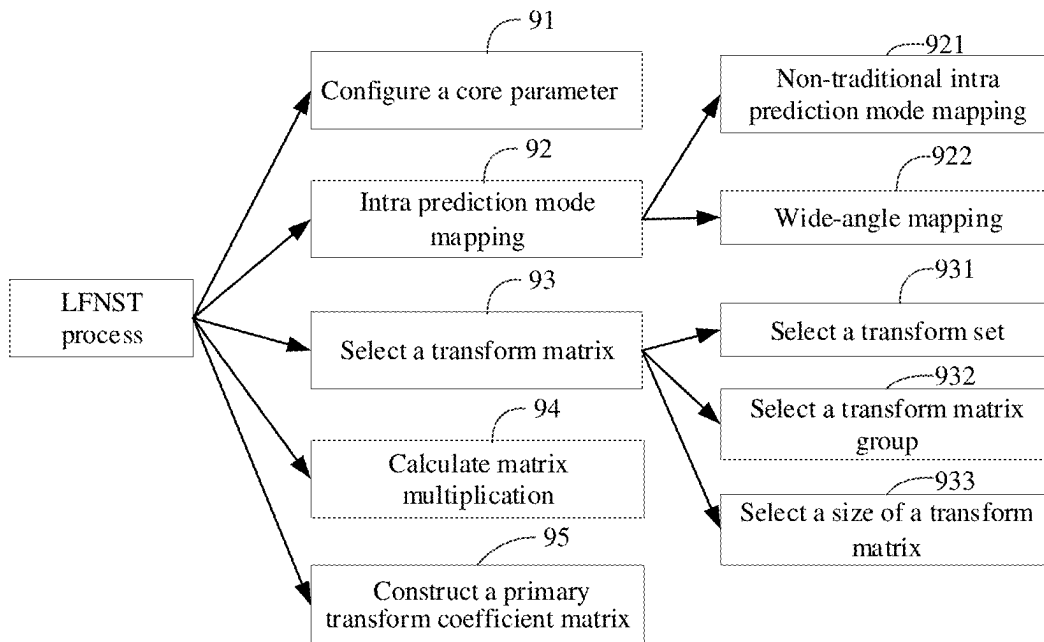 LFNST
process
91
Configure a core parameter
92
Intra prediction mode
mapping
93
Select a transform matrix
94
Calculate matrix
multiplication
95
Construct a primary
transform coefficient matrix
921
Non-traditional intra
prediction mode mapping
922
Wide-angle mapping
931
Select a transform set
932
Select a transform matrix
group
933
Select a size of a transform
matrix